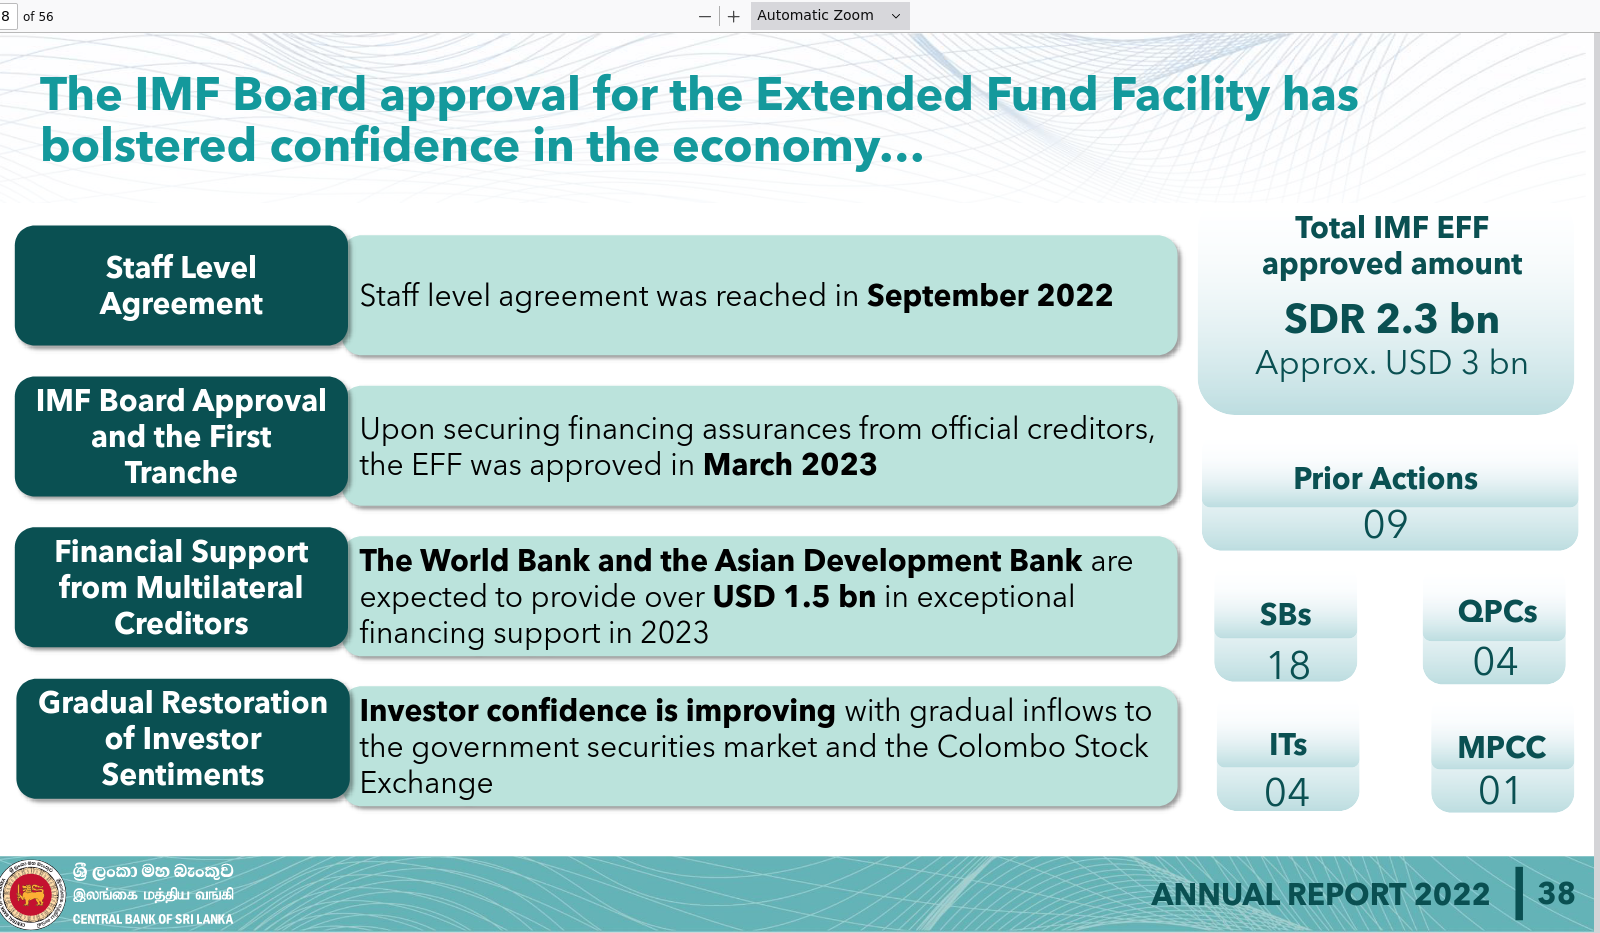 8 of 56
Automatic Zoom
The IMF Board approval for the Extended Fund Facility has
bolstered confidence in the economy...
Staff Level
Agreement
Staff level agreement was reached in September 2022
IMF Board Approval
and the First
Tranche
Upon securing financing assurances from official creditors,
the EFF was approved in March 2023
Financial Support
from Multilateral
Creditors
The World Bank and the Asian Development Bank are
expected to provide over USD 1.5 bn in exceptional
financing support in 2023
Gradual Restoration
of Investor
Sentiments
Investor confidence is improving with gradual inflows to
the government securities market and the Colombo Stock
Exchange
Total IMF EFF
approved amount
SDR 2.3 bn
Approx. USD 3 bn
Prior Actions
09
SBs
18
QPCs
04
ITs
04
MPCC
01
ශ්‍රී ලංකා මහ බැංකුව
இலங்கை மத்திய வங்கி
CENTRAL BANK OF SRI LANKA
ANNUAL REPORT 2022
38